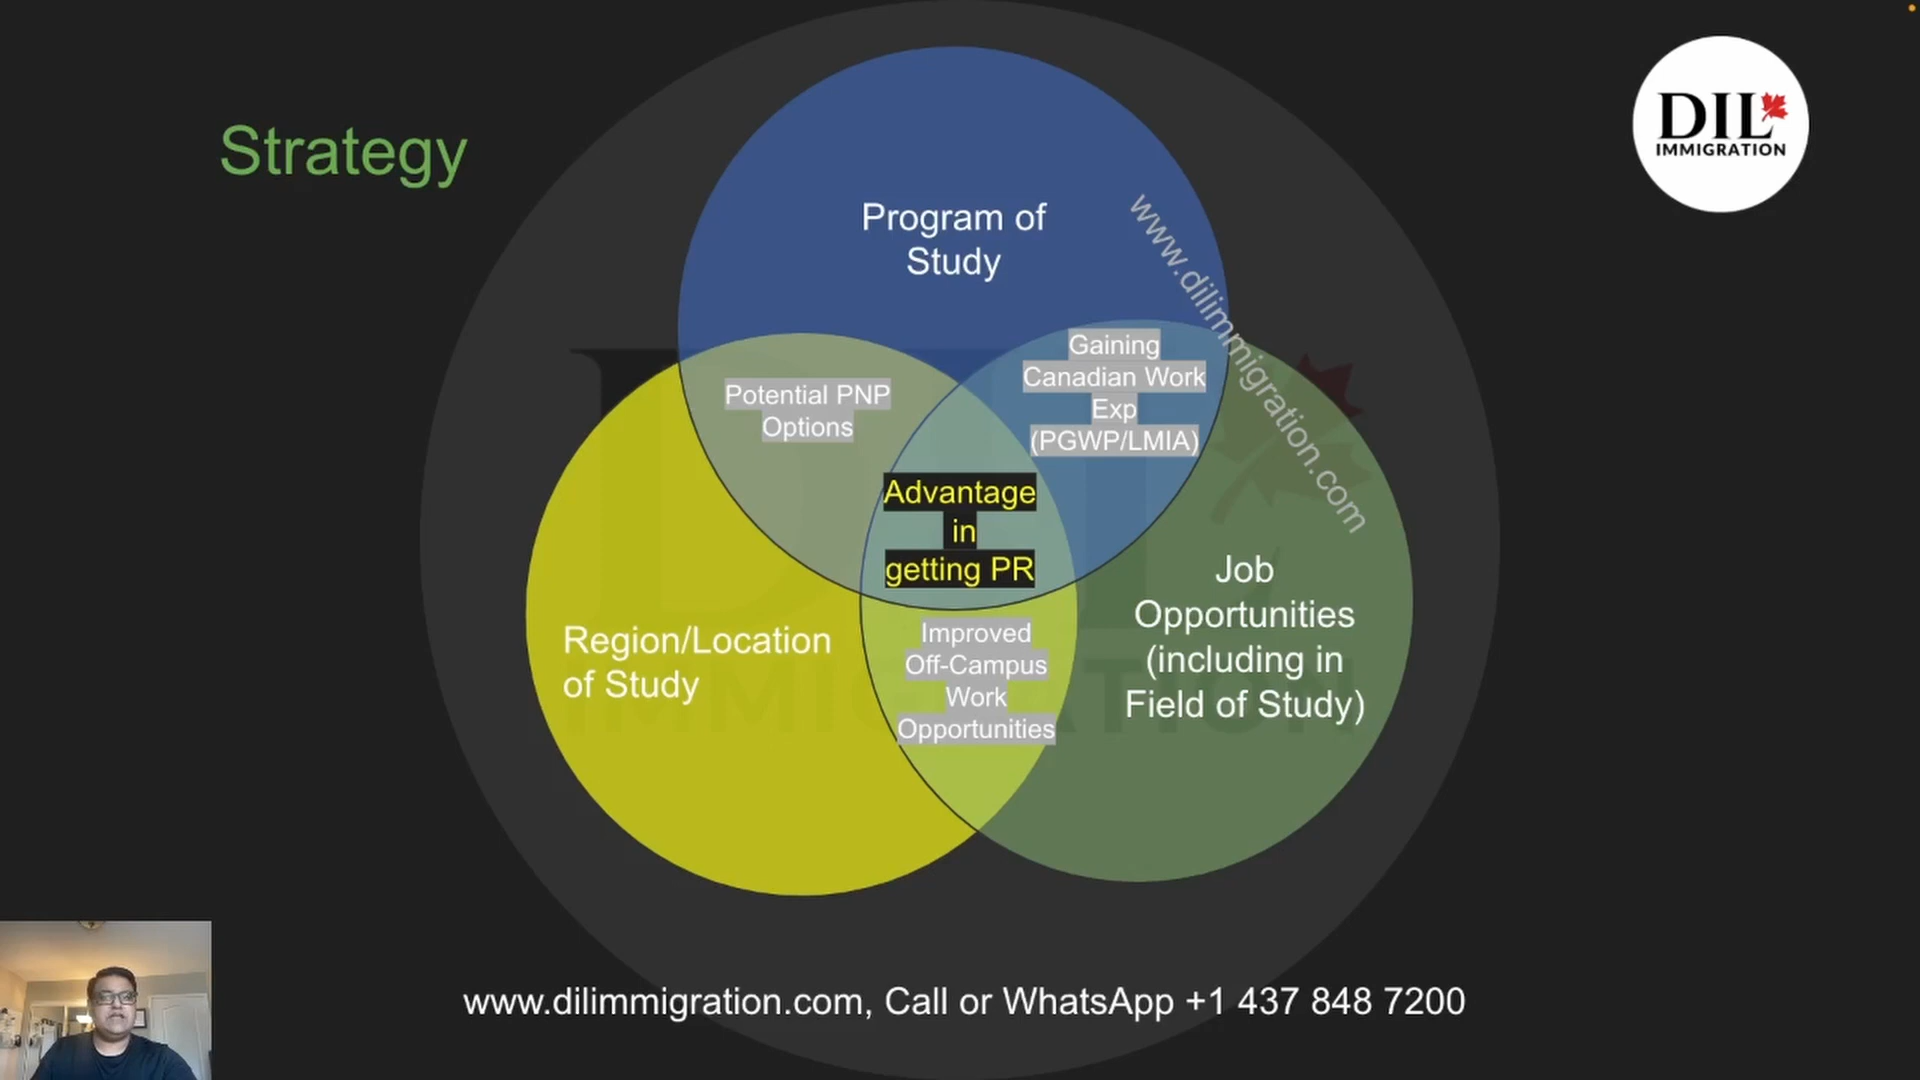 Strategy
DIL
IMMIGRATION
Program of
Study
www.dilimmigration.com
Gaining
Canadian Work
Exp
(PGWP/LMIA)
Potential PNP
Options
Advantage
in
getting PR
Region/Location
of Study
Improved
Off-Campus
Work
Opportunities
Job
Opportunities
(including in
Field of Study)
DIL
IMMIGRATION
www.dilimmigration.com, Call or WhatsApp +1 437 848 7200